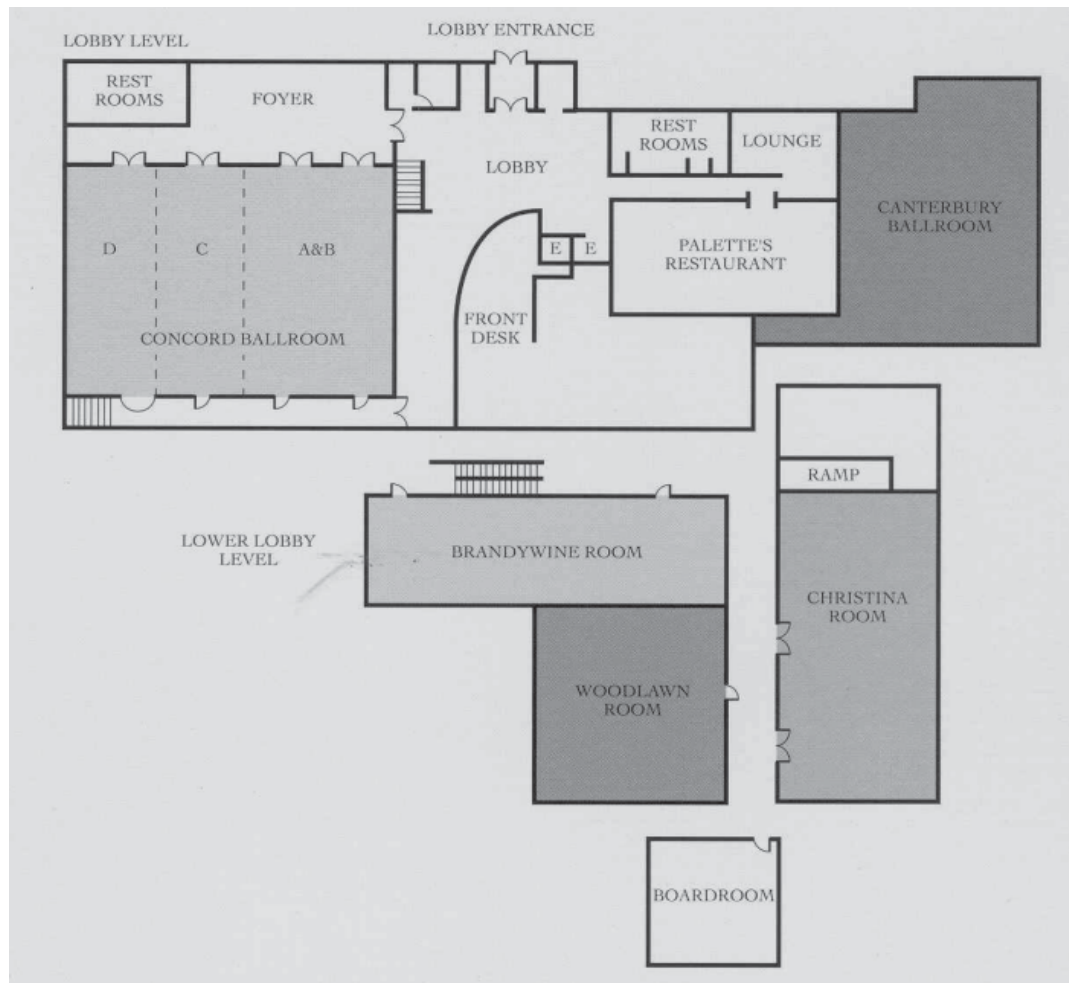 LOBBY LEVEL
LOBBY ENTRANCE
REST
ROOMS
FOYER
LOBBY
REST
ROOMS
LOUNGE
CANTERBURY
BALLROOM
D
C
A&B
CONCORD BALLROOM
E
E
PALETTE'S
RESTAURANT
FRONT
DESK
RAMP
LOWER LOBBY
LEVEL
BRANDYWINE ROOM
CHRISTINA
ROOM
WOODLAWN
ROOM
BOARDROOM